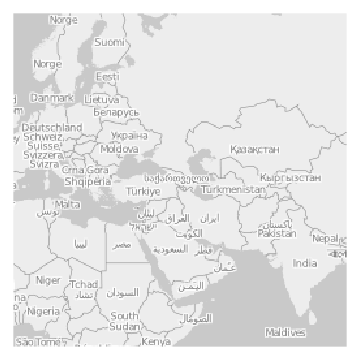 Norge
Suomi
Norge
Eesti
Danmark
Lietuva
Беларусь
Deutschland
Schweiz
Suisse
Svizzera
Svizra
Україна
Moldova
Қазақстан
Crna Gora
Shqipëria
საქართველო
Кыргызстан
Türkiye
Türkmenistan
Malta
تونس
لبنان
ישראל
العراق
ایران
پاکستان
Pakistan
ليبيا
مصر
الكويت
السعودية
قطر
Nepal
India
عمان
Niger
Tchad
تشاد
السودان
اليمن
Nigeria
South
Sudan
الصومال
São Tomé
Kenya
Maldives